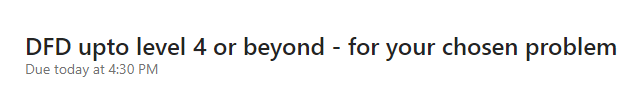 DFD upto level 4 or beyond - for your chosen problem
Due today at 4:30 PM